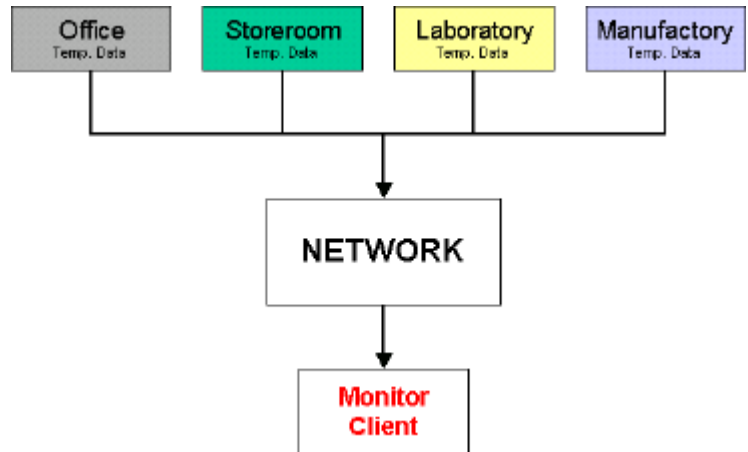 Office
Temp. Data
Storeroom
Temp. Data
Laboratory
Temp. Data
Manufactory
Temp. Data
NETWORK
Monitor
Client